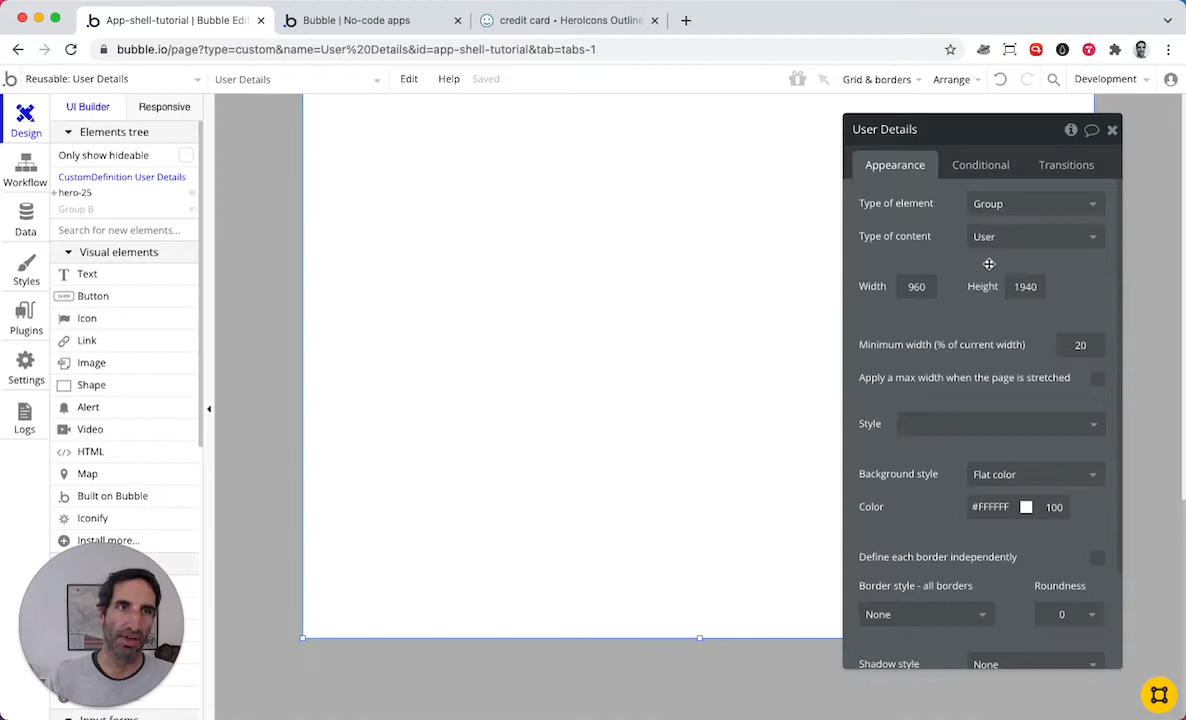 App-shell-tutorial | Bubble Edi
Bubble | No-code apps
credit card · HeroIcons Outline
bubble.io/page?type=custom&name=User%20Details&id=app-shell-tutorial&tab=tabs-1
Reusable: User Details
User Details
Edit
Help
Saved
Grid & borders
Arrange
Development
Design
Workflow
Data
Styles
Plugins
Settings
Logs
UI Builder
Responsive
Elements tree
Only show hideable
CustomDefinition User Details
hero-25
Group B
Search for new elements...
Visual elements
Text
CLICK Button
Icon
Link
Image
Shape
Alert
Video
HTML
Map
Built on Bubble
Iconify
Install more...
User Details
Appearance
Conditional
Transitions
Type of element Group
Type of content User
Width 960 Height 1940
Minimum width (% of current width) 20
Apply a max width when the page is stretched
Style
Background style Flat color
Color #FFFFFF 100
Define each border independently
Border style - all borders Roundness
None 0
Shadow style None